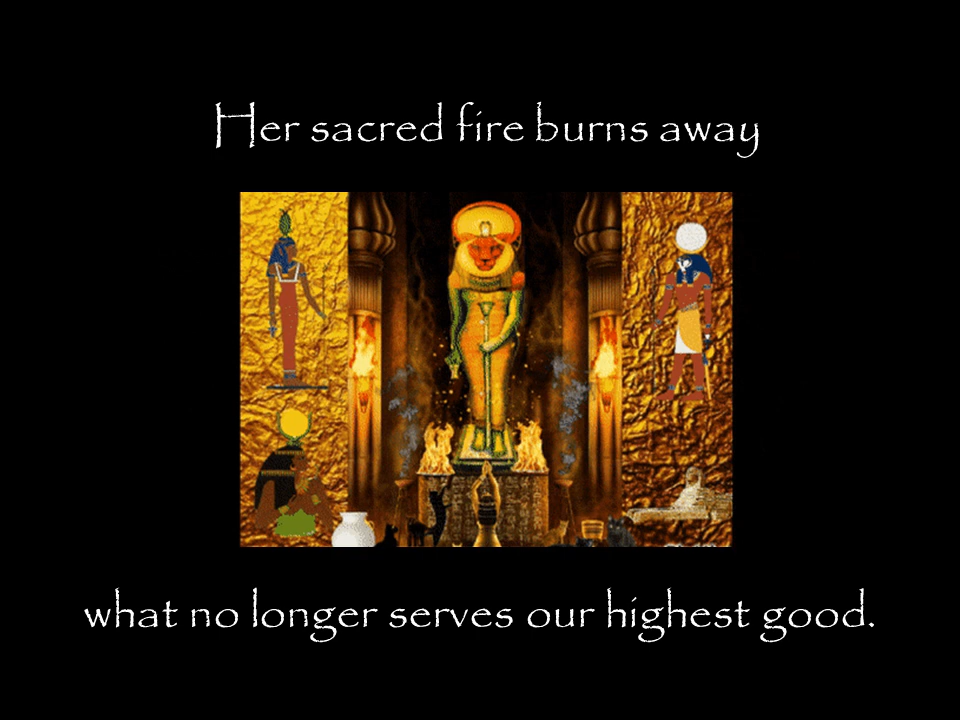 Her sacred fire burns away
what no longer serves our highest good.